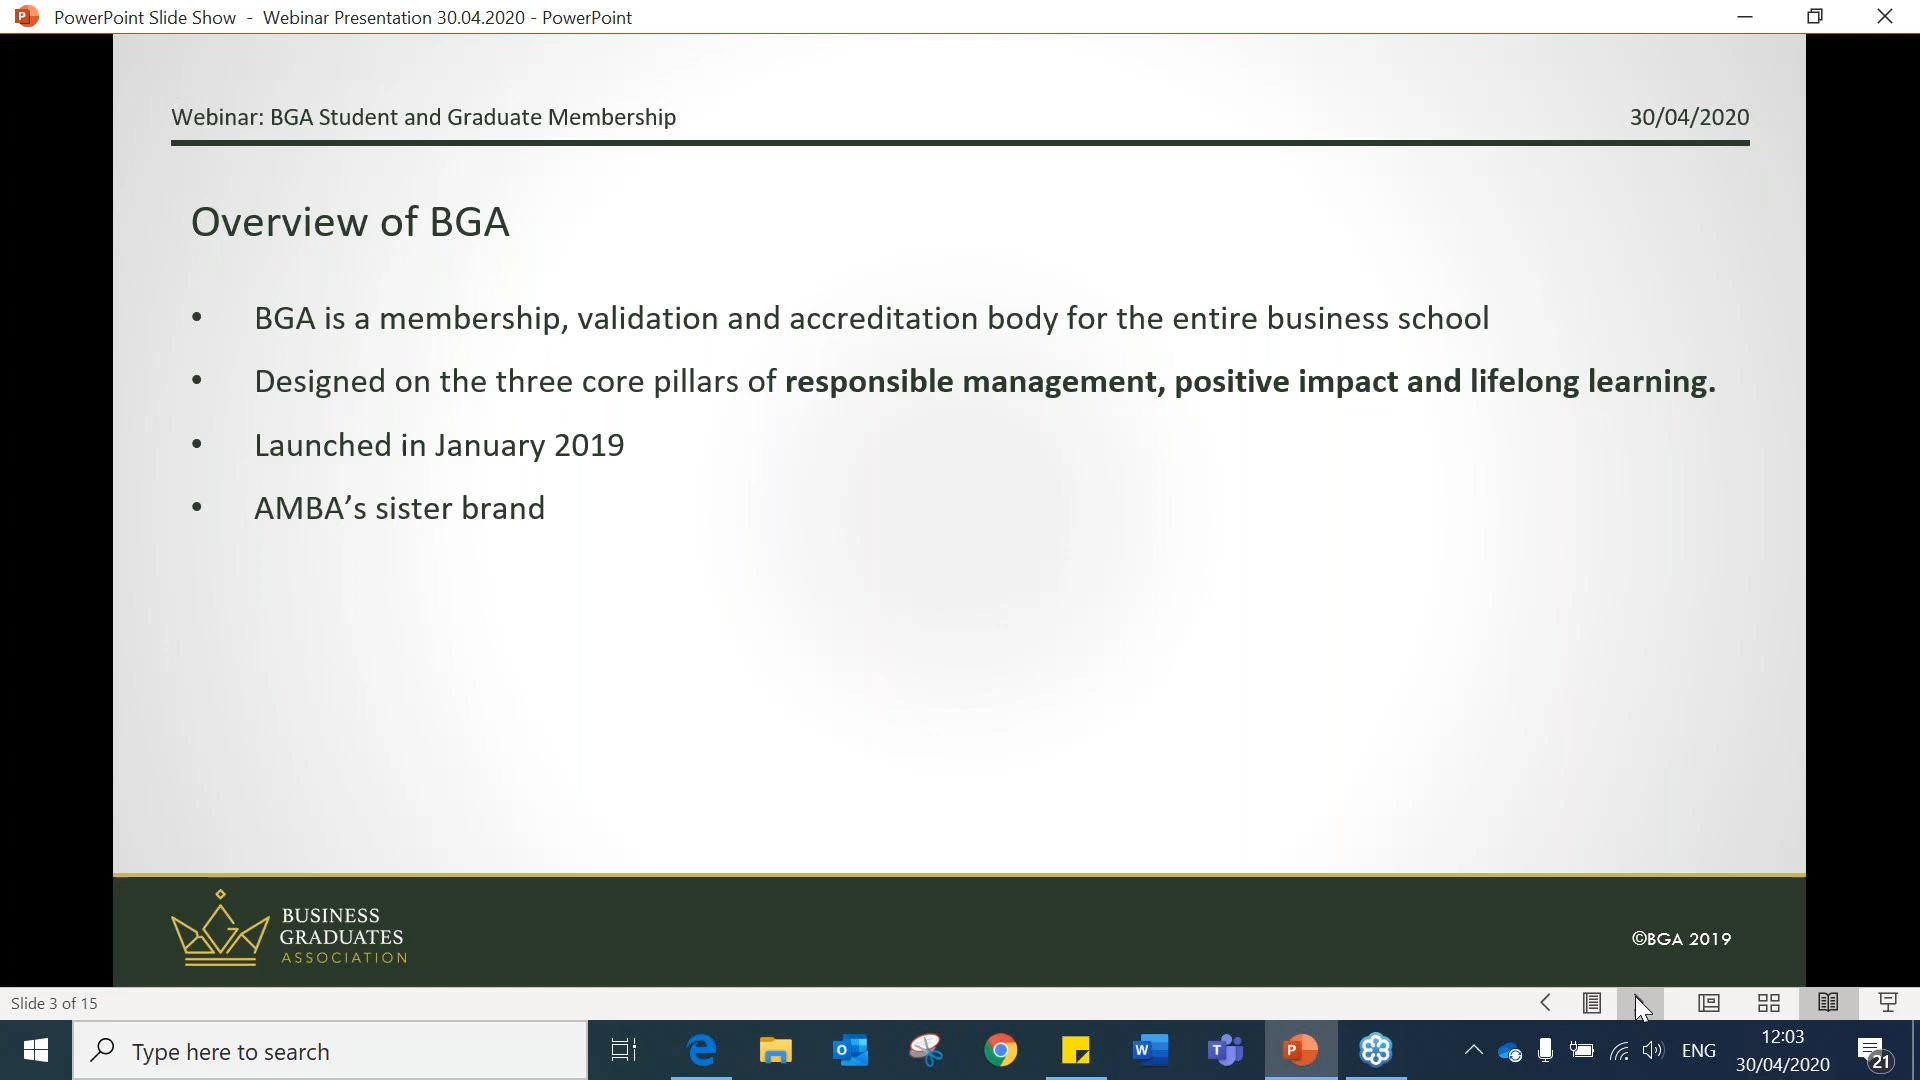 PowerPoint Slide Show - Webinar Presentation 30.04.2020 - PowerPoint
Webinar: BGA Student and Graduate Membership 30/04/2020
Overview of BGA
• BGA is a membership, validation and accreditation body for the entire business school
• Designed on the three core pillars of responsible management, positive impact and lifelong learning.
• Launched in January 2019
• AMBA’s sister brand
BUSINESS
GRADUATES
ASSOCIATION
©BGA 2019
Slide 3 of 15
Type here to search
ENG
12:03
30/04/2020
21